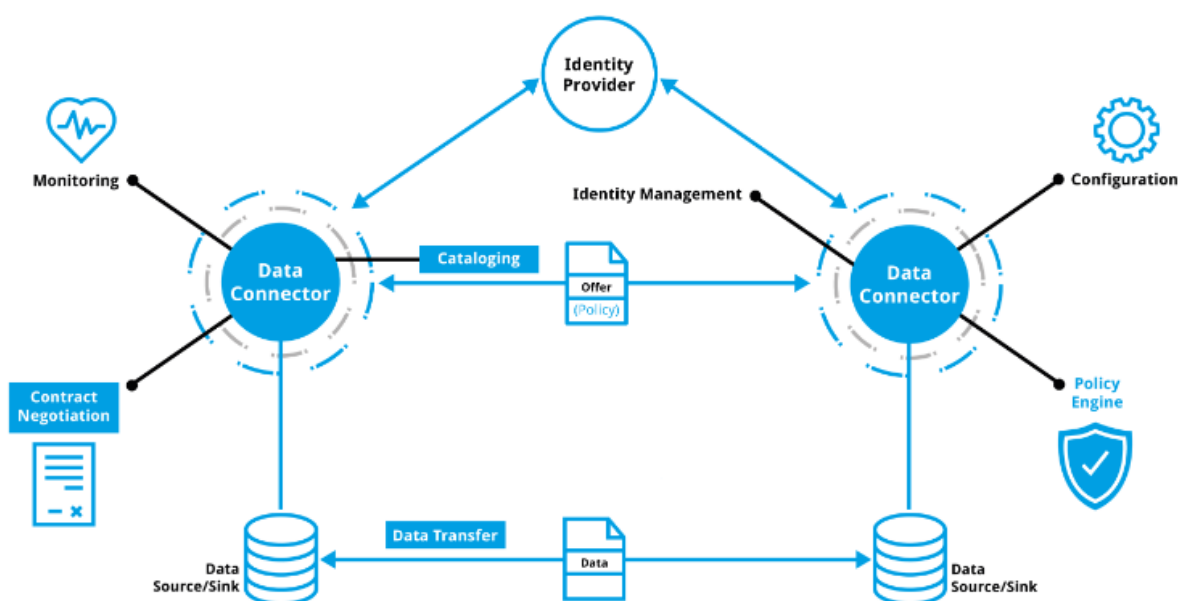 Identity
Provider
Monitoring
Configuration
Identity Management
Cataloging
Data
Connector
Offer
(Policy)
Data
Connector
Contract
Negotiation
Policy
Engine
Data Transfer
Data
Source/Sink
Data
Data
Source/Sink